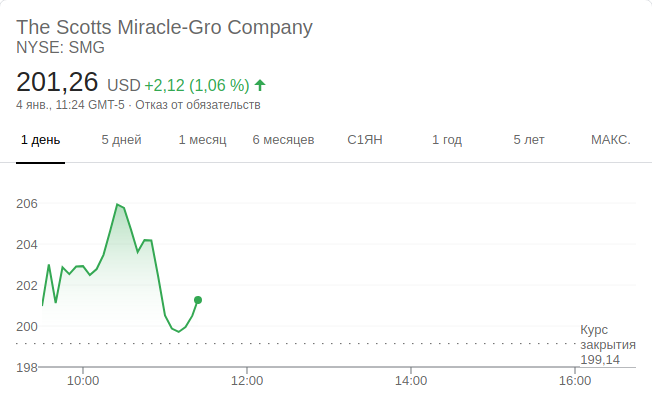 The Scotts Miracle-Gro Company
NYSE: SMG
201,26 USD +2,12 (1,06 %)
4 янв., 11:24 GMT-5 · Отказ от обязательств
1 день 5 дней 1 месяц 6 месяцев С1ЯН 1 год 5 лет МАКС.
206
204
202
200
198
Курс
закрытия
199,14
10:00 12:00 14:00 16:00